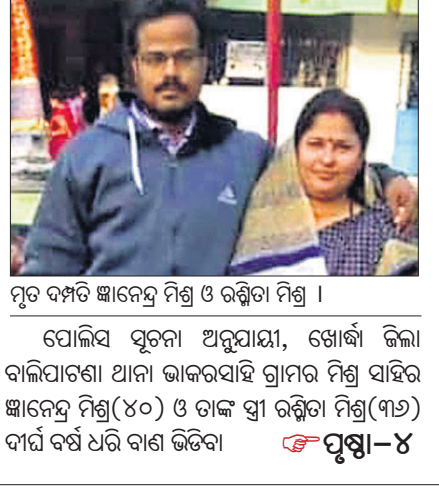 ମୃତ ଦମ୍ପତି ଜ୍ଞାନେନ୍ଦ୍ର ମିଶ୍ର ଓ ରଶ୍ମିତା ମିଶ୍ର ।
ପୋଲିସ ସୂଚନା ଅନୁଯାୟୀ, ଖୋର୍ଦ୍ଧା ଜିଲା
ବାଲିପାଟଣା ଥାନା ଭାକରସାହି ଗ୍ରାମର ମିଶ୍ର ସାହିର
ଜ୍ଞାନେନ୍ଦ୍ର ମିଶ୍ର(୪୦) ଓ ତାଙ୍କ ସ୍ତ୍ରୀ ରଶ୍ମିତା ମିଶ୍ର(୩୬)
ଦୀର୍ଘ ବର୍ଷ ଧରି ବାଣ ଭିଡିବା ☞ପୃଷ୍ଠା–୪